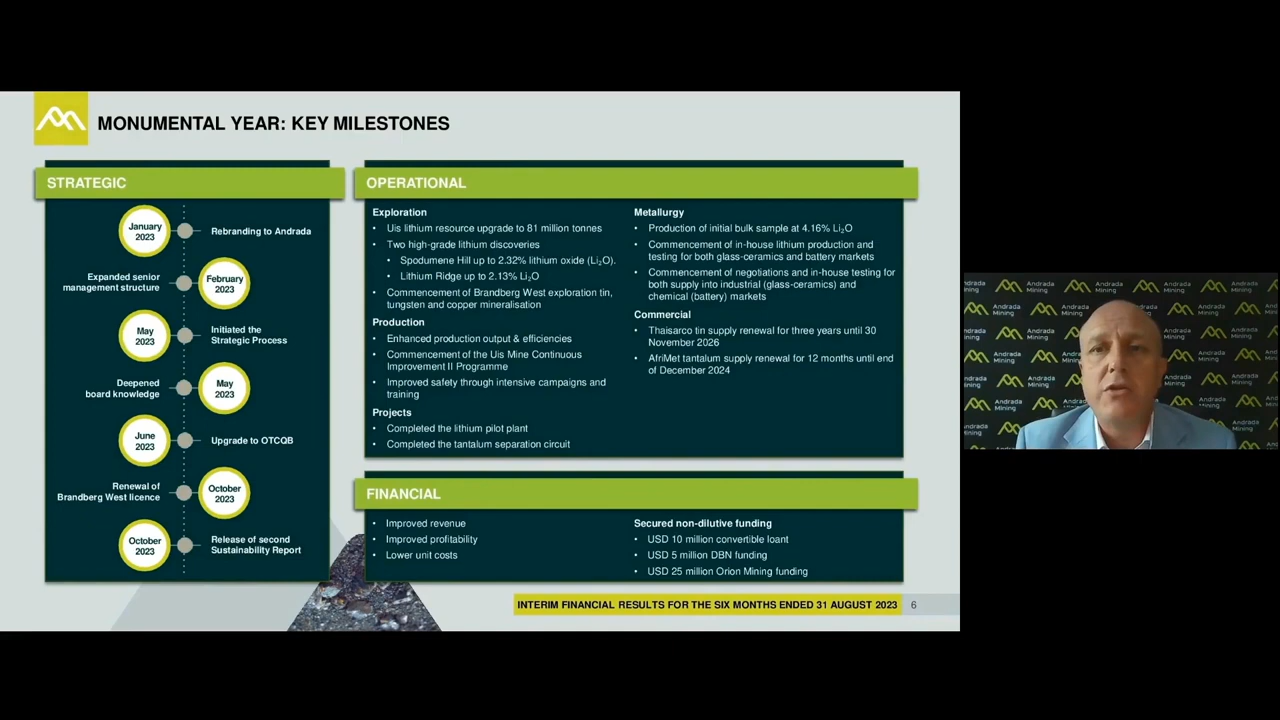 MONUMENTAL YEAR: KEY MILESTONES
STRATEGIC
January
2023
Rebranding to Andrada
Expanded senior
management structure
February
2023
May
2023
Initiated the
Strategic Process
Deepened
board knowledge
May
2023
June
2023
Upgrade to OTCQB
Renewal of
Brandberg West licence
October
2023
October
2023
Release of second
Sustainability Report
OPERATIONAL
Exploration
• Uis lithium resource upgrade to 81 million tonnes
• Two high-grade lithium discoveries
• Spodumene Hill up to 2.32% lithium oxide (Li₂O).
• Lithium Ridge up to 2.13% Li₂O
• Commencement of Brandberg West exploration tin,
tungsten and copper mineralisation
Production
• Enhanced production output & efficiencies
• Commencement of the Uis Mine Continuous
Improvement II Programme
• Improved safety through intensive campaigns and
training
Projects
• Completed the lithium pilot plant
• Completed the tantalum separation circuit
Metallurgy
• Production of initial bulk sample at 4.16% Li₂O
• Commencement of in-house lithium production and
testing for both glass-ceramics and battery markets
• Commencement of negotiations and in-house testing for
both supply into industrial (glass-ceramics) and
chemical (battery) markets
Commercial
• Thaisarco tin supply renewal for three years until 30
November 2026
• AfriMet tantalum supply renewal for 12 months until end
of December 2024
FINANCIAL
• Improved revenue
• Improved profitability
• Lower unit costs
Secured non-dilutive funding
• USD 10 million convertible loant
• USD 5 million DBN funding
• USD 25 million Orion Mining funding
INTERIM FINANCIAL RESULTS FOR THE SIX MONTHS ENDED 31 AUGUST 2023 6
Andrada
Mining